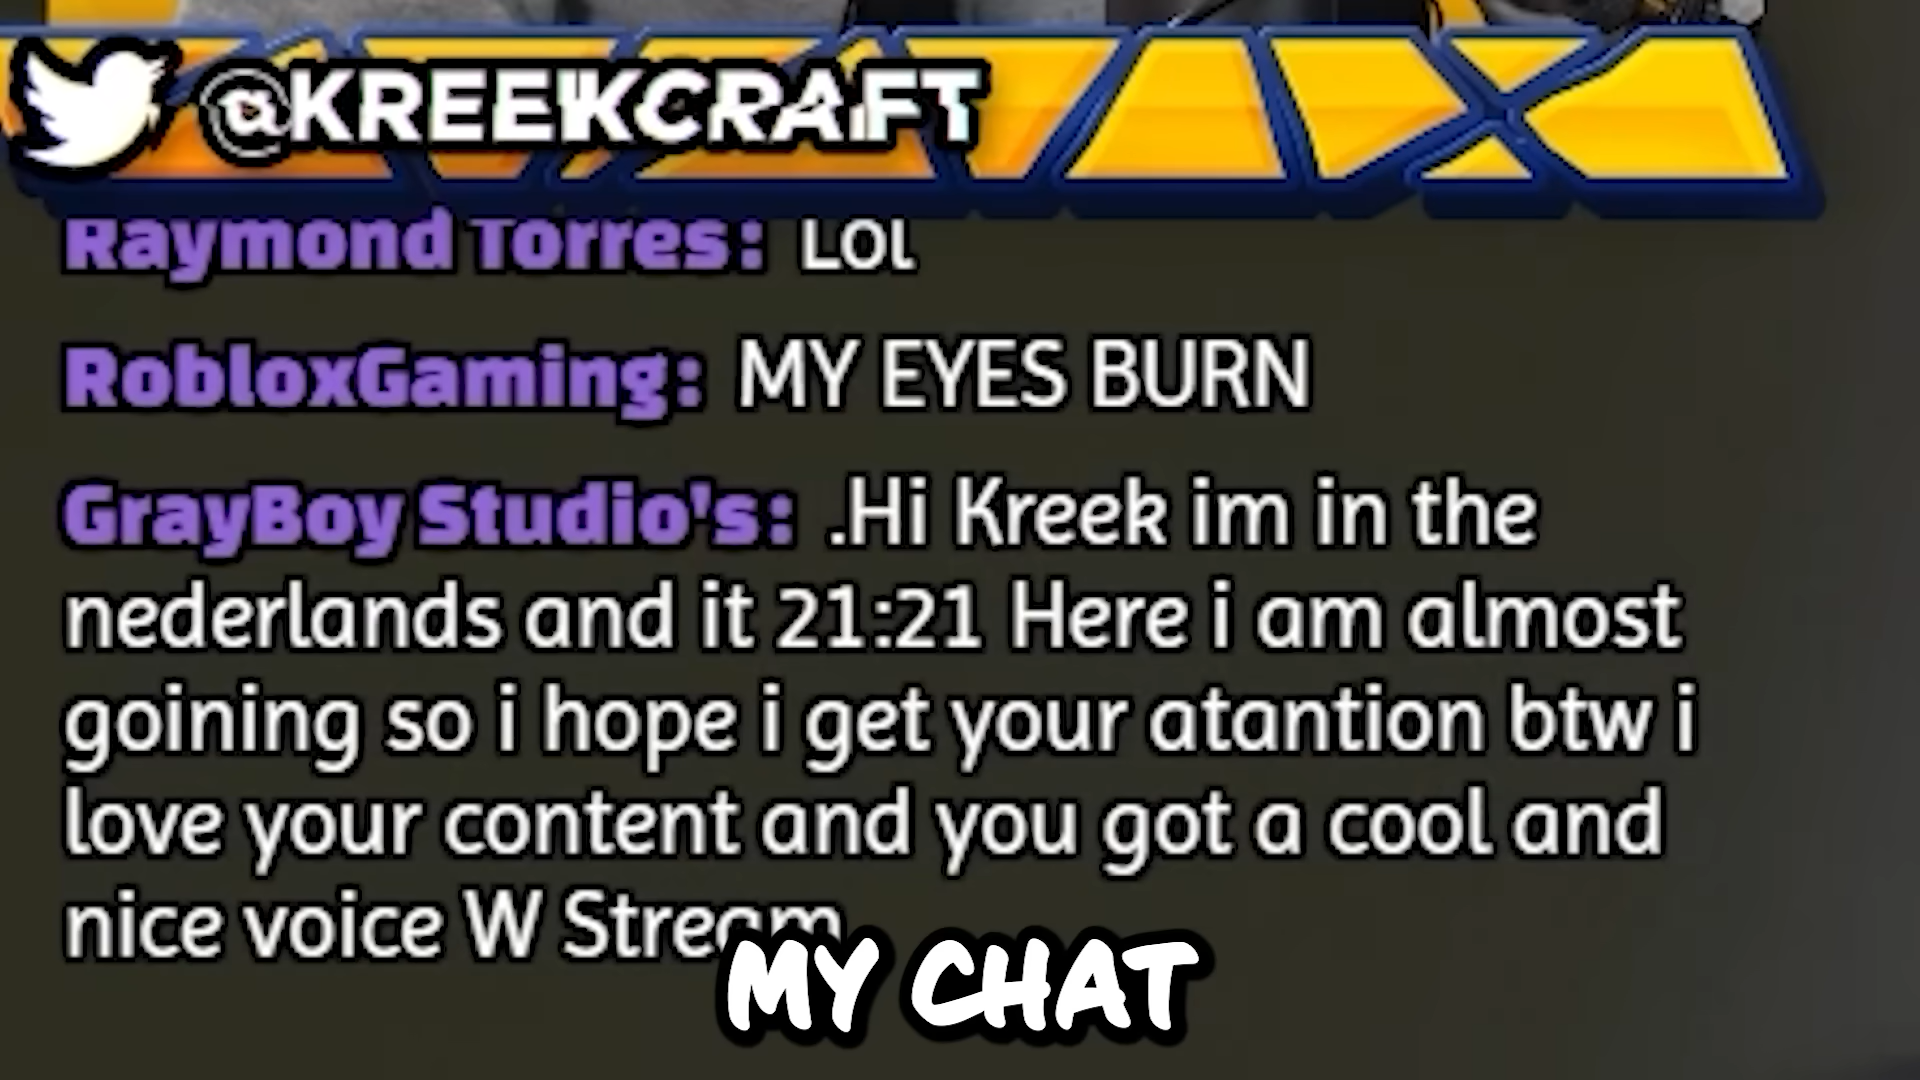 @KREEKCRAFT
Raymond Torres: LOl
RobloxGaming: MY EYES BURN
GrayBoy Studio's: .Hi Kreek im in the
nederlands and it 21:21 Here i am almost
goining so i hope i get your atantion btw i
love your content and you got a cool and
nice voice W Stream
MY CHAT